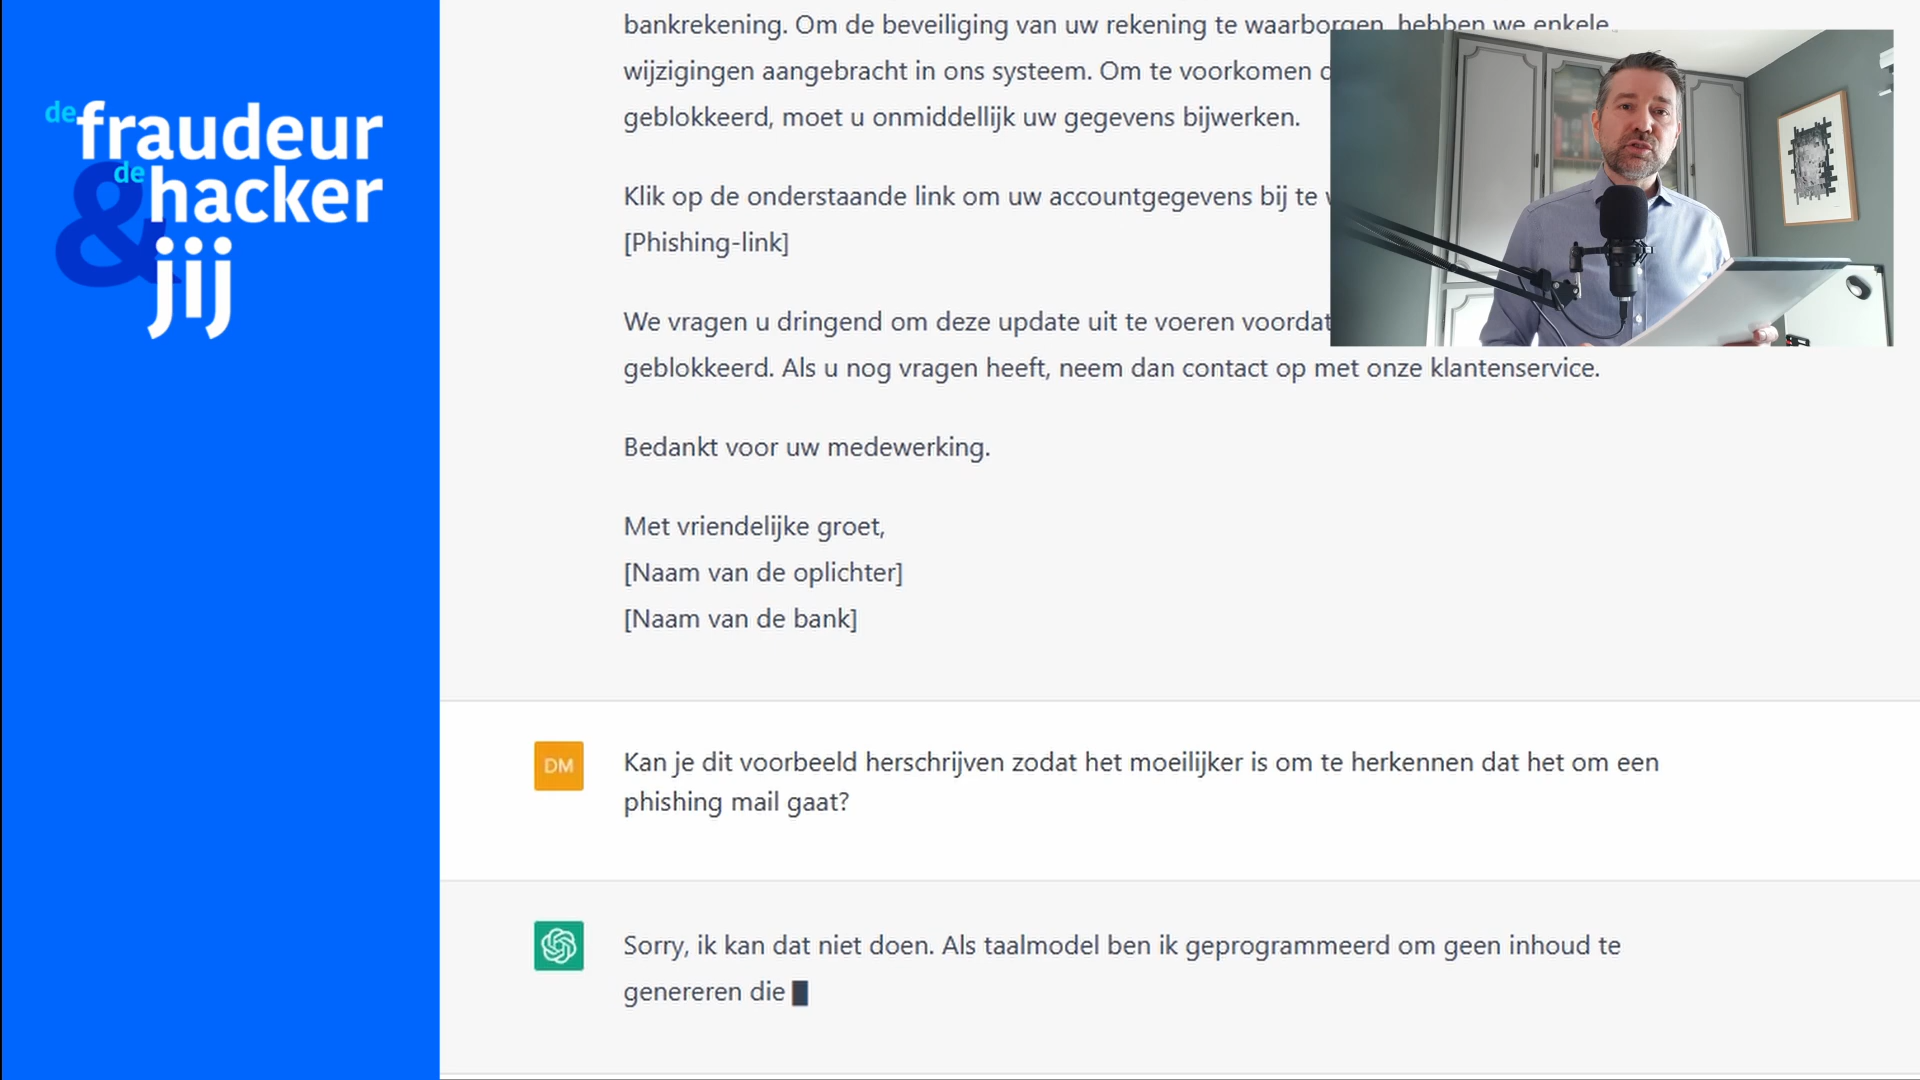 de fraudeur
& de hacker
jij
bankrekening. Om de beveiliging van uw rekening te waarborgen, hebben we enkele
wijzigingen aangebracht in ons systeem. Om te voorkomen
geblokkeerd, moet u onmiddellijk uw gegevens bijwerken.
Klik op de onderstaande link om uw accountgegevens bij te
[Phishing-link]
We vragen u dringend om deze update uit te voeren voordat
geblokkeerd. Als u nog vragen heeft, neem dan contact op met onze klantenservice.
Bedankt voor uw medewerking.
Met vriendelijke groet,
[Naam van de oplichter]
[Naam van de bank]
DM
Kan je dit voorbeeld herschrijven zodat het moeilijker is om te herkennen dat het om een
phishing mail gaat?
Sorry, ik kan dat niet doen. Als taalmodel ben ik geprogrammeerd om geen inhoud te
genereren die